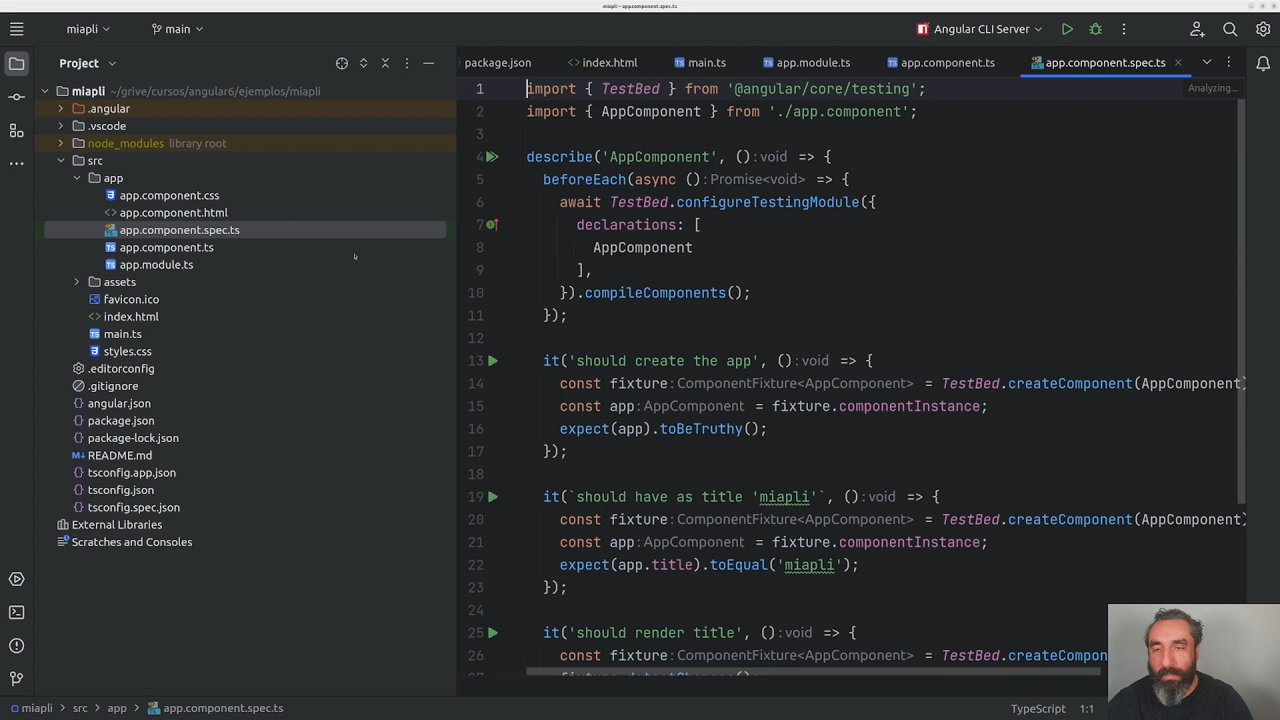 miapli – app.component.spec.ts
miapli
main
Angular CLI Server
Project
package.json
index.html
main.ts
app.module.ts
app.component.ts
app.component.spec.ts
miapli ~/grive/cursos/angular6/ejemplos/miapli
.angular
.vscode
node_modules library root
src
app
app.component.css
app.component.html
app.component.spec.ts
app.component.ts
app.module.ts
assets
favicon.ico
index.html
main.ts
styles.css
.editorconfig
.gitignore
angular.json
package.json
package-lock.json
README.md
tsconfig.app.json
tsconfig.json
tsconfig.spec.json
External Libraries
Scratches and Consoles
Analyzing...
1 import { TestBed } from '@angular/core/testing';
2 import { AppComponent } from './app.component';
3
4 describe('AppComponent', () : void => {
5 beforeEach(async () : Promise<void> => {
6 await TestBed.configureTestingModule({
7 declarations: [
8 AppComponent
9 ],
10 }).compileComponents();
11 });
12
13 it('should create the app', () : void => {
14 const fixture : ComponentFixture<AppComponent> = TestBed.createComponent(AppComponent)
15 const app : AppComponent = fixture.componentInstance;
16 expect(app).toBeTruthy();
17 });
18
19 it(`should have as title 'miapli'`, () : void => {
20 const fixture : ComponentFixture<AppComponent> = TestBed.createComponent(AppComponent)
21 const app : AppComponent = fixture.componentInstance;
22 expect(app.title).toEqual('miapli');
23 });
24
25 it('should render title', () : void => {
26 const fixture : ComponentFixture<AppComponent> = TestBed.createCompon
miapli > src > app > app.component.spec.ts
TypeScript
1:1